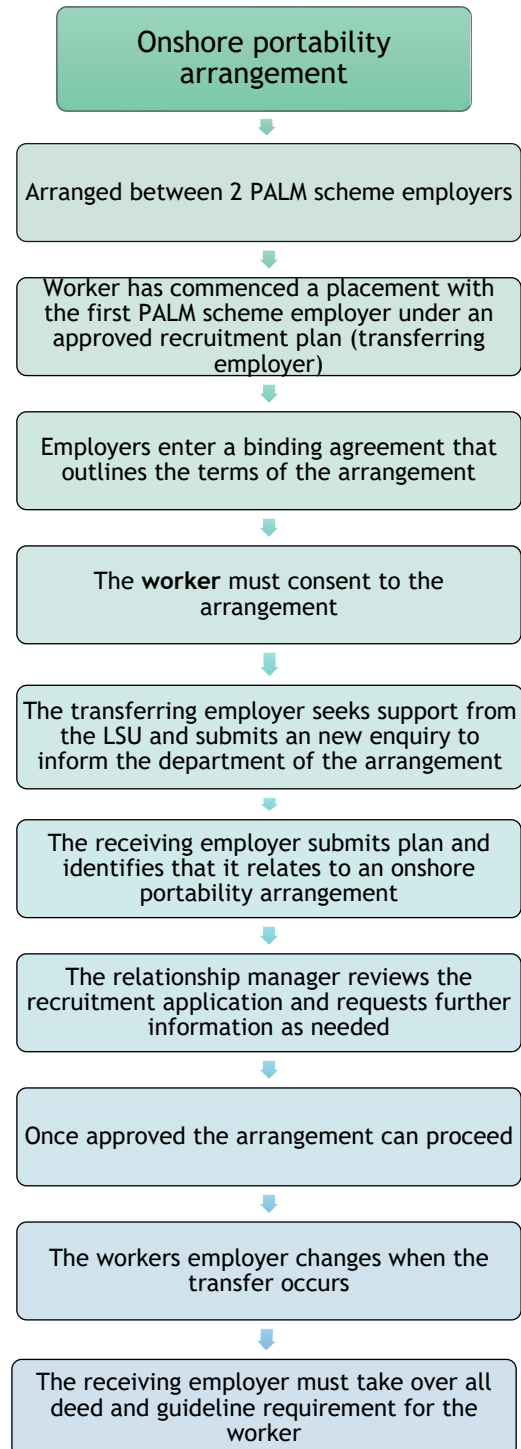 Onshore portability
arrangement
Arranged between 2 PALM scheme employers
Worker has commenced a placement with
the first PALM scheme employer under an
approved recruitment plan (transferring
employer)
Employers enter a binding agreement that
outlines the terms of the arrangement
The worker must consent to the
arrangement
The transferring employer seeks support from
the LSU and submits an new enquiry to
inform the department of the arrangement
The receiving employer submits plan and
identifies that it relates to an onshore
portability arrangement
The relationship manager reviews the
recruitment application and requests further
information as needed
Once approved the arrangement can proceed
The workers employer changes when the
transfer occurs
The receiving employer must take over all
deed and guideline requirement for the
worker